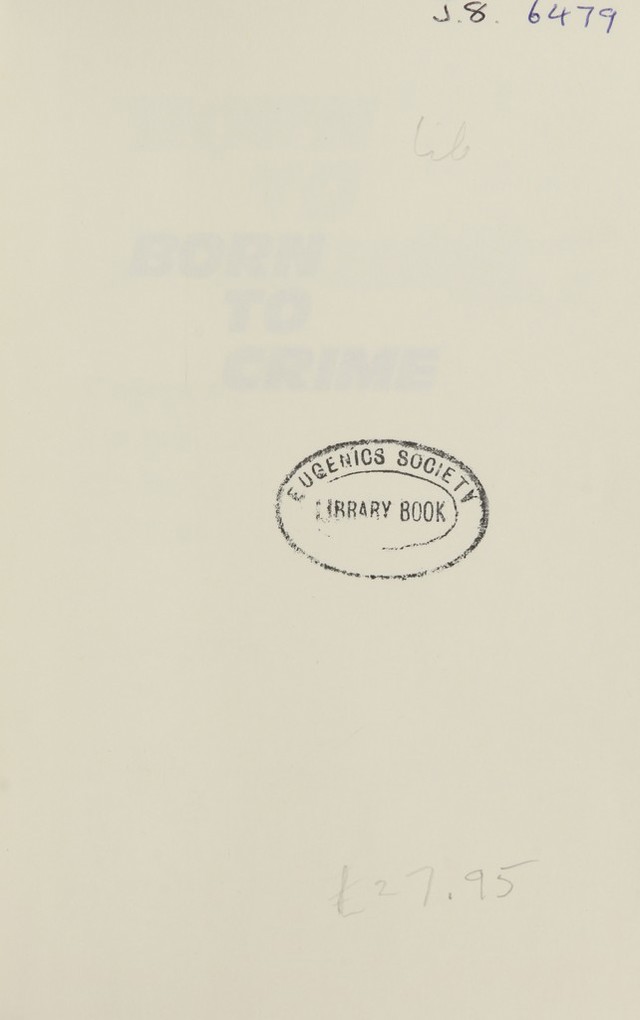 J.8. 6479
Lib
BORN
TO
CRIME
EUGENICS SOCIETY
LIBRARY BOOK
£27.95